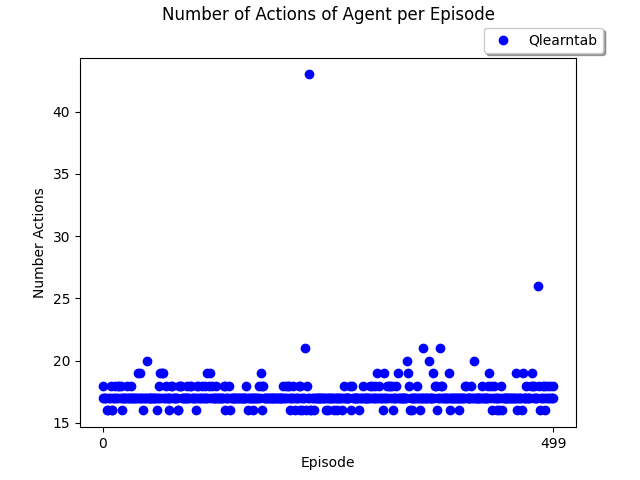 Number of Actions of Agent per Episode
Qlearntab
40
35
30
25
20
15
Number Actions
0
499
Episode